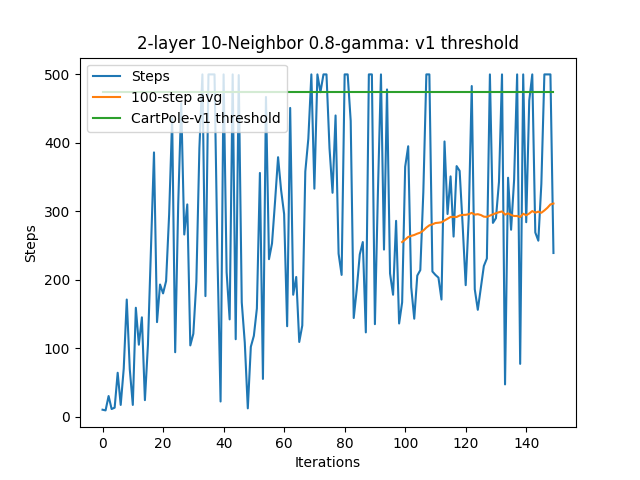 2-layer 10-Neighbor 0.8-gamma: v1 threshold
Steps
100-step avg
CartPole-v1 threshold
Steps
500
400
300
200
100
0
0 20 40 60 80 100 120 140
Iterations